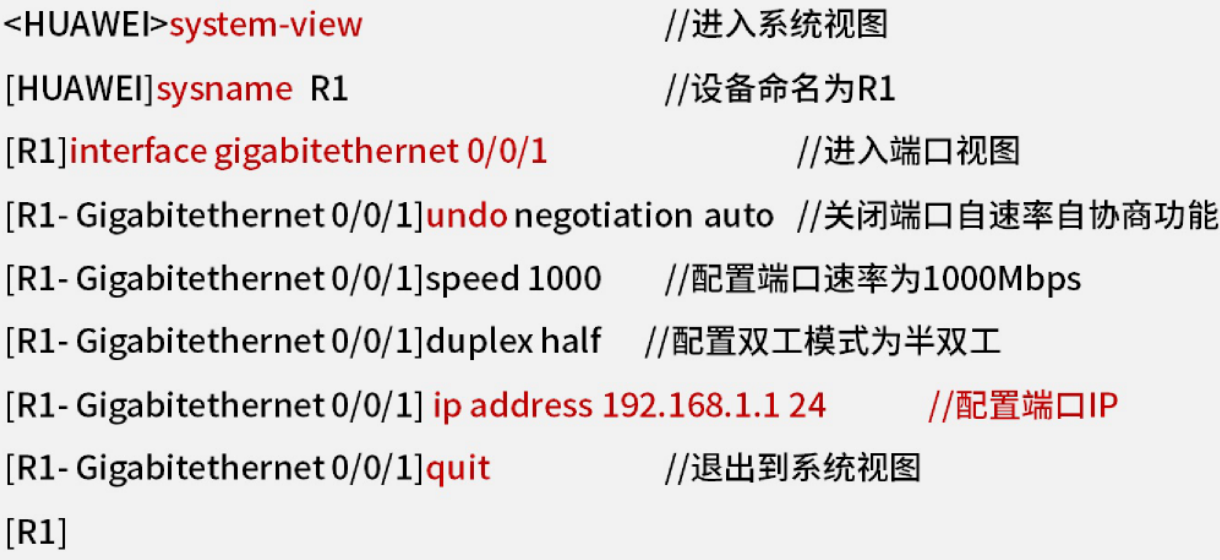 <HUAWEI>system-view //进入系统视图
[HUAWEI]sysname R1 //设备命名为R1
[R1]interface gigabitethernet 0/0/1 //进入端口视图
[R1- Gigabitethernet 0/0/1]undo negotiation auto //关闭端口自速率自协商功能
[R1- Gigabitethernet 0/0/1]speed 1000 //配置端口速率为1000Mbps
[R1- Gigabitethernet 0/0/1]duplex half //配置双工模式为半双工
[R1- Gigabitethernet 0/0/1] ip address 192.168.1.1 24 //配置端口IP
[R1- Gigabitethernet 0/0/1]quit //退出到系统视图
[R1]